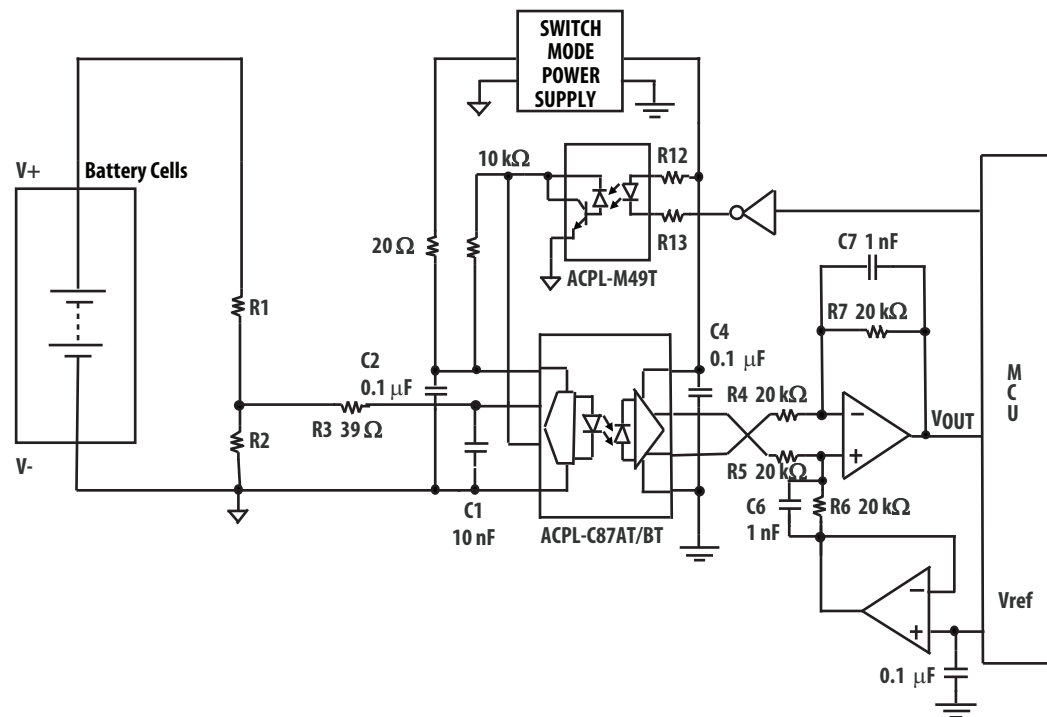 SWITCH
MODE
POWER
SUPPLY
V+
Battery Cells
10 kΩ
R12
R13
20 Ω
ACPL-M49T
C7 1 nF
R7 20 kΩ
R1
C2
0.1 μF
C4
0.1 μF
R4 20 kΩ
M
C
U
−
+
VOUT
R3 39 Ω
R2
R5 20 kΩ
V-
C1
10 nF
ACPL-C87AT/BT
C6
1 nF
R6 20 kΩ
−
+
Vref
0.1 μF